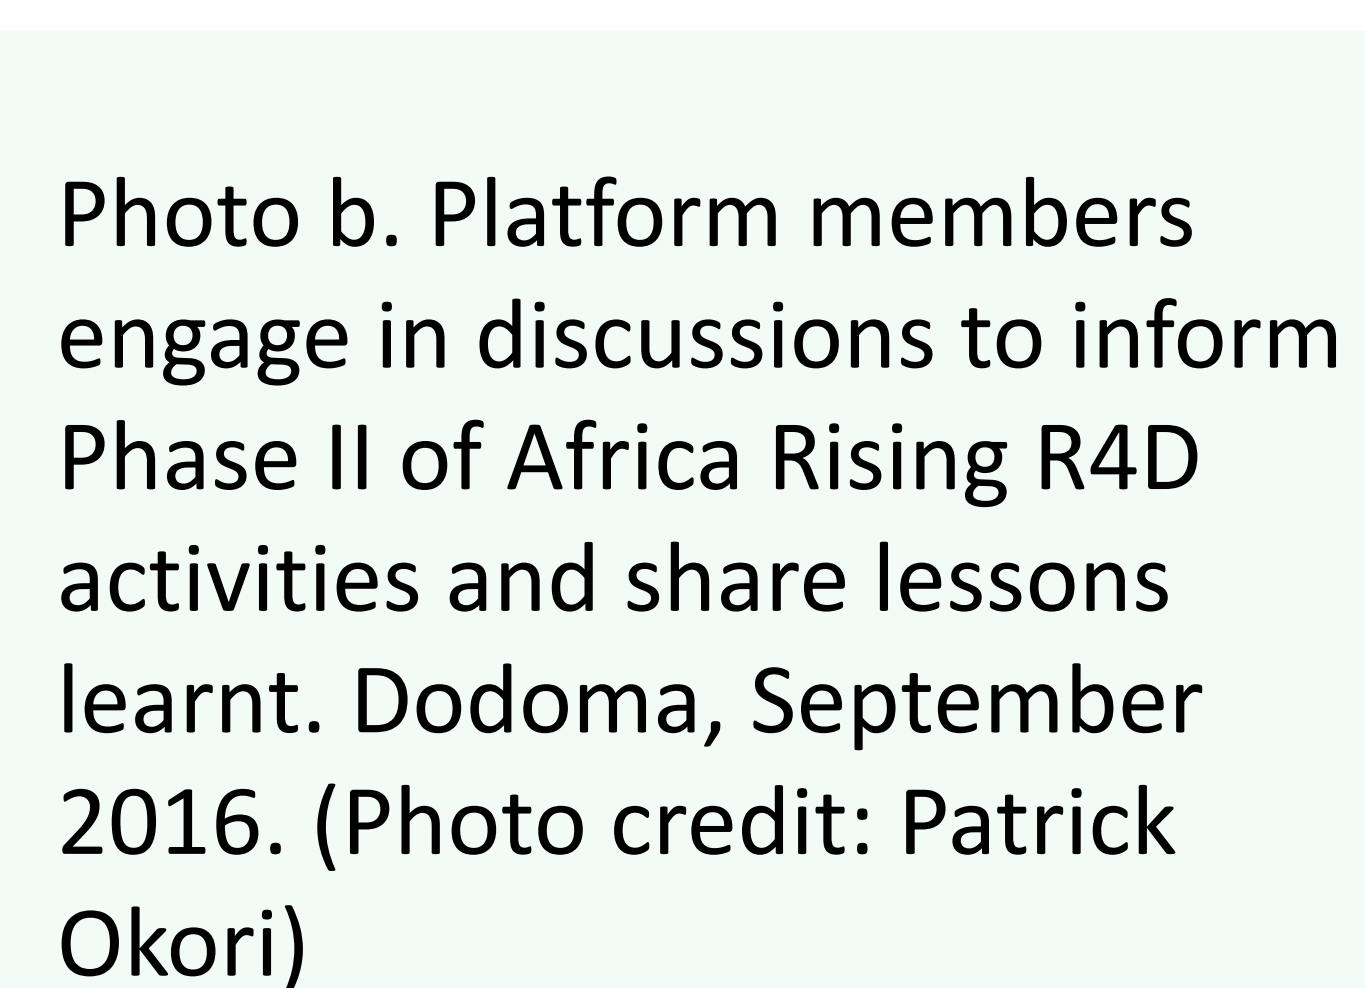 Photo b. Platform members
engage in discussions to inform
Phase II of Africa Rising R4D
activities and share lessons
learnt. Dodoma, September
2016. (Photo credit: Patrick
Okori)